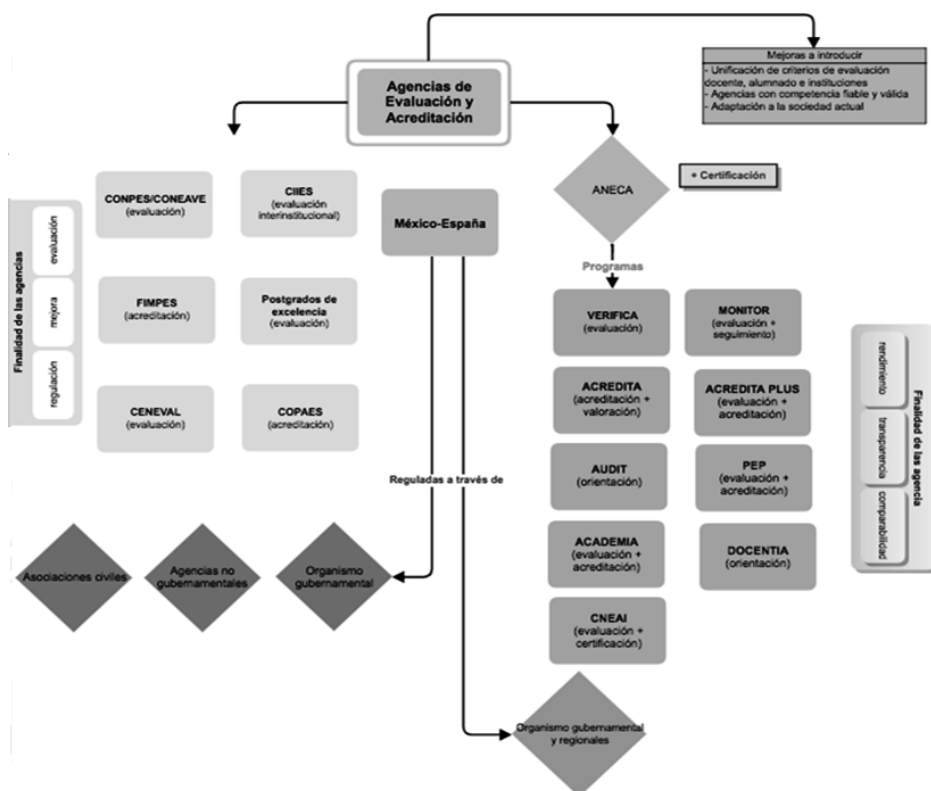 Mejoras a introducir
- Unificación de criterios de evaluación
docente, alumnado e instituciones
- Agencias con competencia fiable y válida
- Adaptación a la sociedad actual
Agencias de
Evaluación y
Acreditación
ANECA
+ Certificación
CONPES/CONEAVE
(evaluación)
CIIES
(evaluación
interinstitucional)
México-España
Finalidad de las agencias
evaluación
mejora
regulación
FIMPES
(acreditación)
Postgrados de
excelencia
(evaluación)
CENEVAL
(evaluación)
COPAES
(acreditación)
Programas
VERIFICA
(evaluación)
MONITOR
(evaluación +
seguimiento)
ACREDITA
(acreditación +
valoración)
ACREDITA PLUS
(evaluación +
acreditación)
AUDIT
(orientación)
PEP
(evaluación +
acreditación)
ACADEMIA
(evaluación +
acreditación)
DOCENTIA
(orientación)
CNEAI
(evaluación +
certificación)
Finalidad de las agencia
rendimiento
transparencia
comparabilidad
Reguladas a través de
Asociaciones civiles
Agencias no
gubernamentales
Organismo
gubernamental
Organismo gubernamental
y regionales